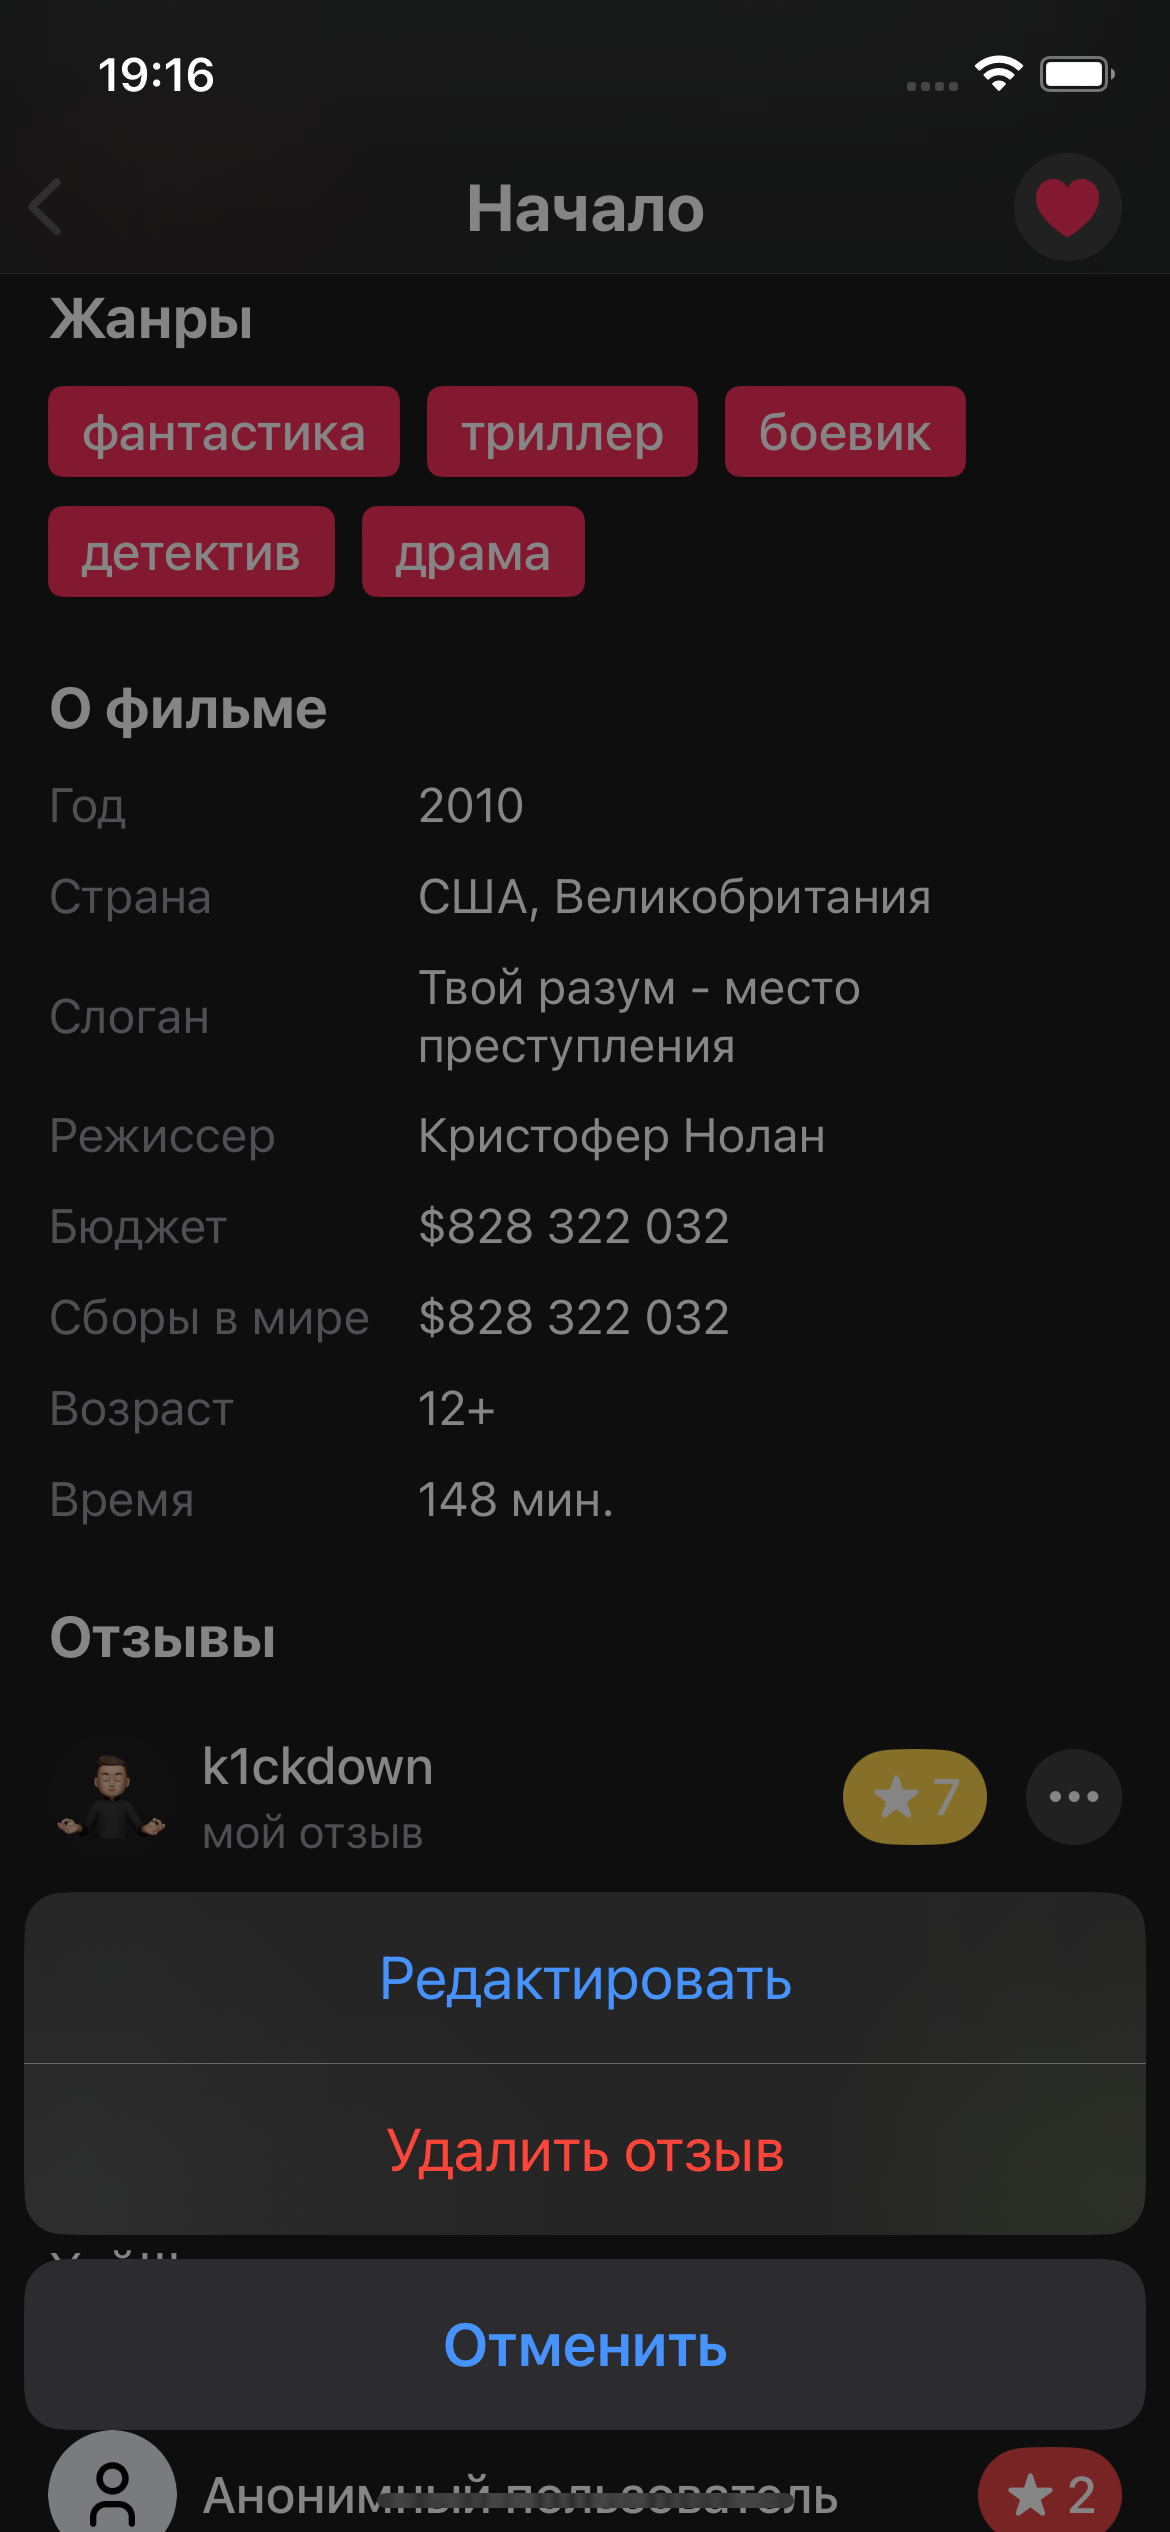 19:16
Начало
Жанры
фантастика триллер боевик
детектив драма
О фильме
Год 2010
Страна США, Великобритания
Слоган Твой разум - место
преступления
Режиссер Кристофер Нолан
Бюджет $828 322 032
Сборы в мире $828 322 032
Возраст 12+
Время 148 мин.
Отзывы
k1ckdown 7
мой отзыв
Редактировать
Удалить отзыв
Отменить
Анонимный пользователь 2